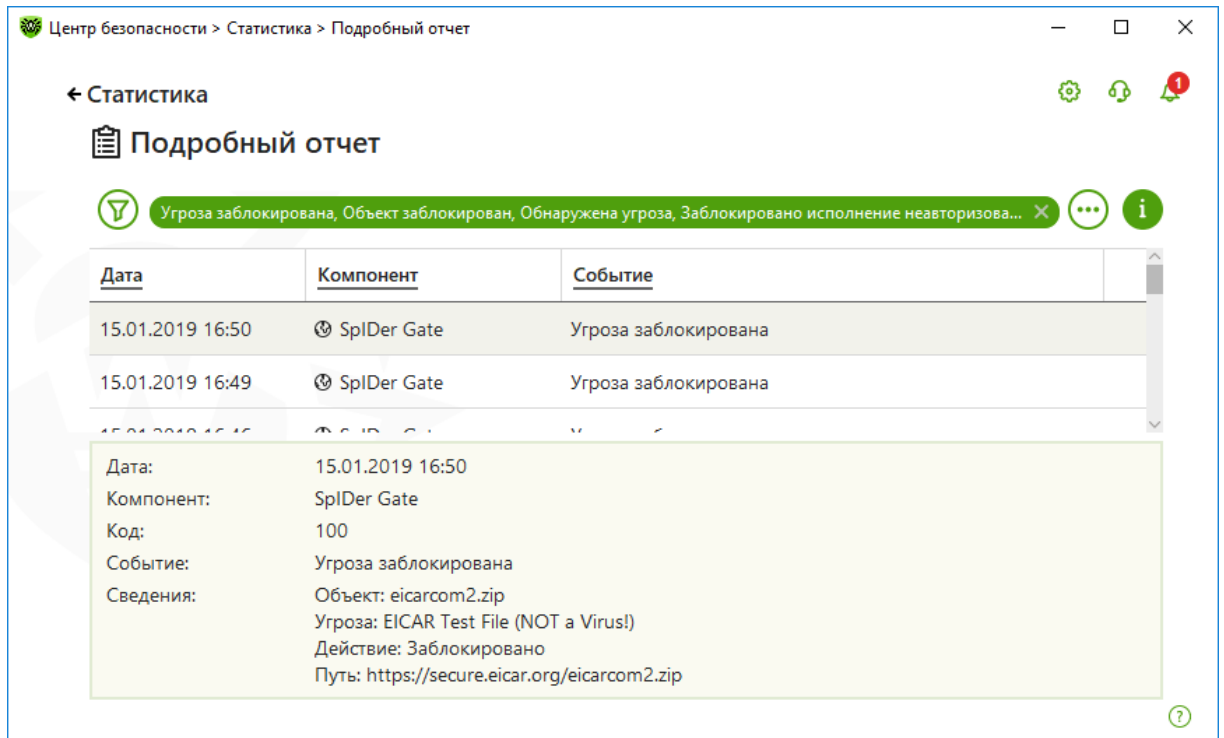 Центр безопасности > Статистика > Подробный отчет
Статистика
1
Подробный отчет
Угроза заблокирована, Объект заблокирован, Обнаружена угроза, Заблокировано исполнение неавторизова...
Дата Компонент Событие
15.01.2019 16:50 SpIDer Gate Угроза заблокирована
15.01.2019 16:49 SpIDer Gate Угроза заблокирована
Дата: 15.01.2019 16:50
Компонент: SpIDer Gate
Код: 100
Событие: Угроза заблокирована
Сведения: Объект: eicarcom2.zip
Угроза: EICAR Test File (NOT a Virus!)
Действие: Заблокировано
Путь: https://secure.eicar.org/eicarcom2.zip